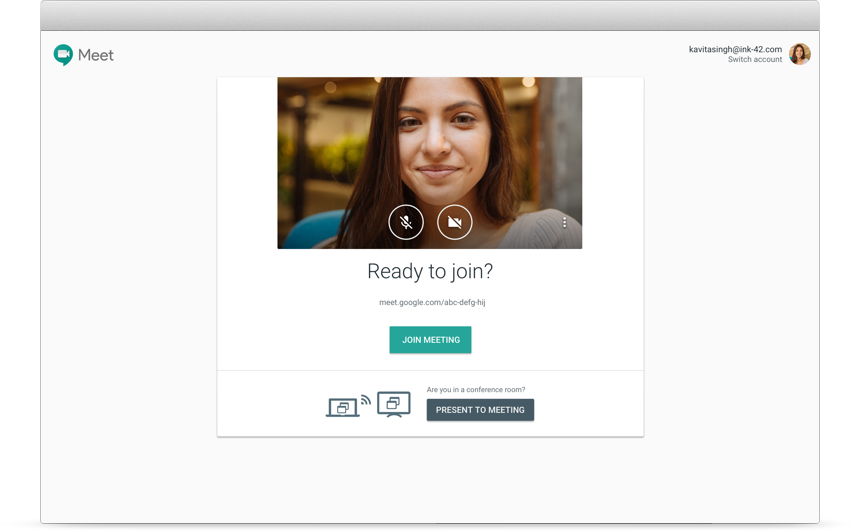 Meet
kavitasingh@ink-42.com
Switch account
Ready to join?
meet.google.com/abc-defg-hij
JOIN MEETING
Are you in a conference room?
PRESENT TO MEETING